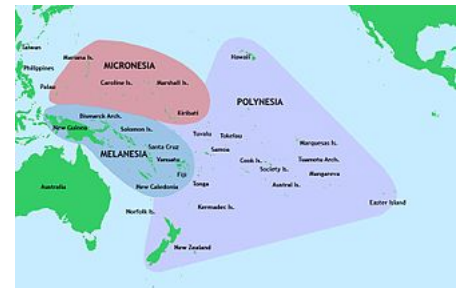 Taiwan
Mariana Is.
Hawaii
MICRONESIA
Philippines
Caroline Is.
Marshall Is.
Palau
POLYNESIA
Kiribati
Bismarck Arch.
New Guinea
Solomon Is.
Tuvalu
Tokelau
Santa Cruz
Marquesas Is.
MELANESIA
Samoa
Vanuatu
Cook Is.
Tuamotu Arch.
Society Is.
Fiji
Mangareva
Australia
New Caledonia
Tonga
Austral Is.
Easter Island
Norfolk Is.
Kermadec Is.
New Zealand